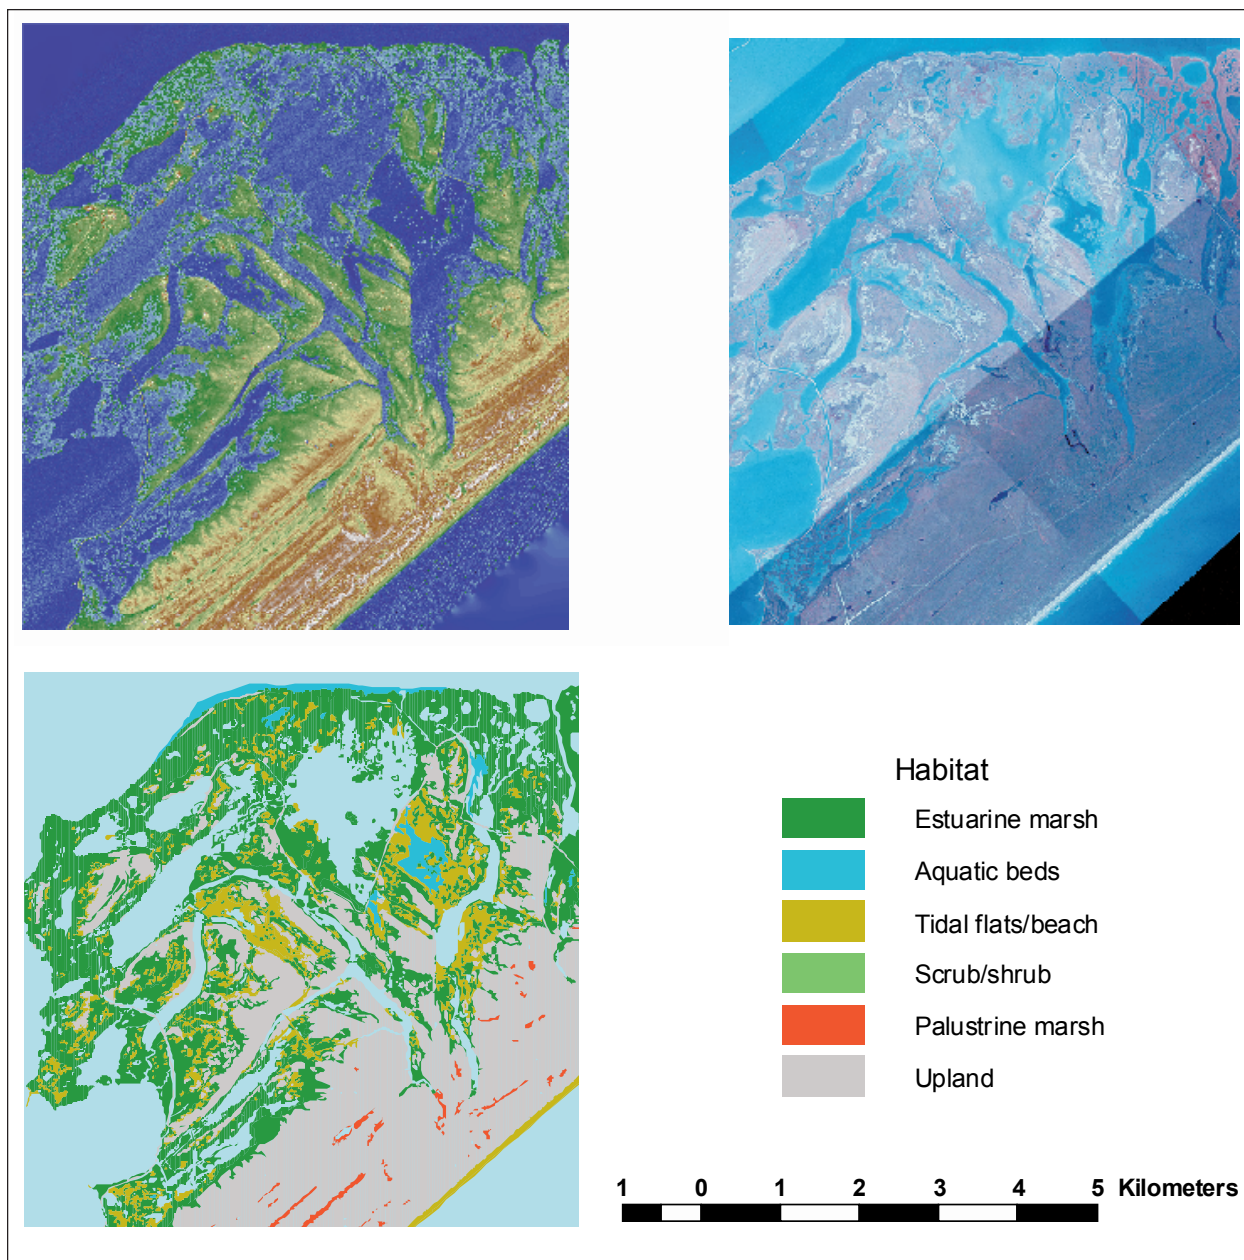 Habitat
Estuarine marsh
Aquatic beds
Tidal flats/beach
Scrub/shrub
Palustrine marsh
Upland
1 0 1 2 3 4 5 Kilometers